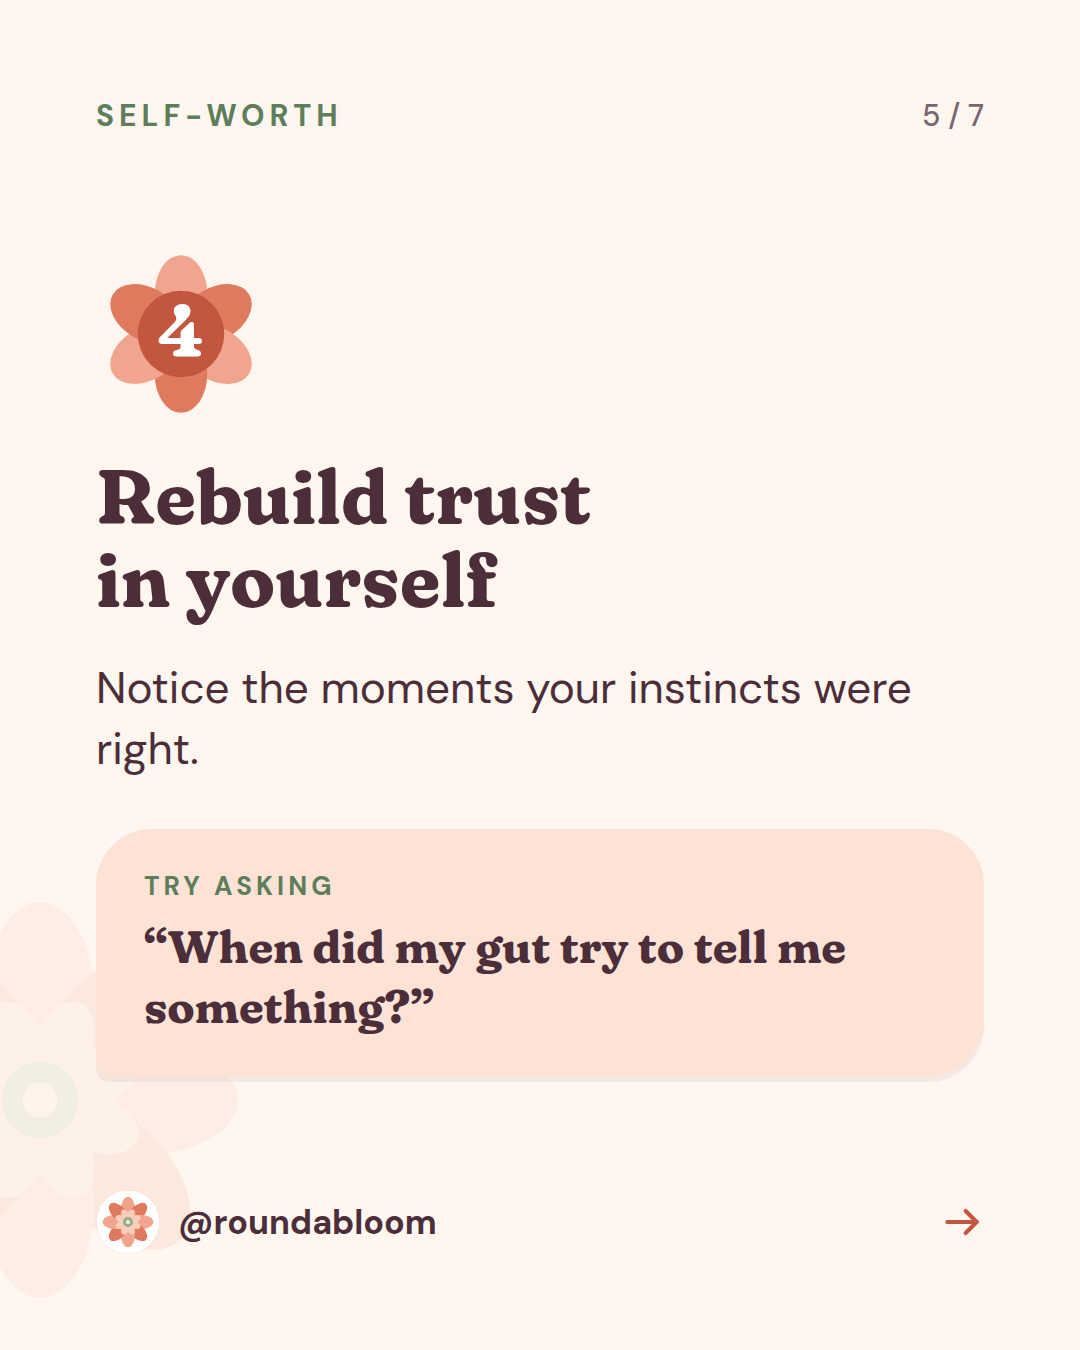 SELF-WORTH
5 / 7
4
Rebuild trust
in yourself
Notice the moments your instincts were
right.
TRY ASKING
“When did my gut try to tell me
something?”
@roundabloom